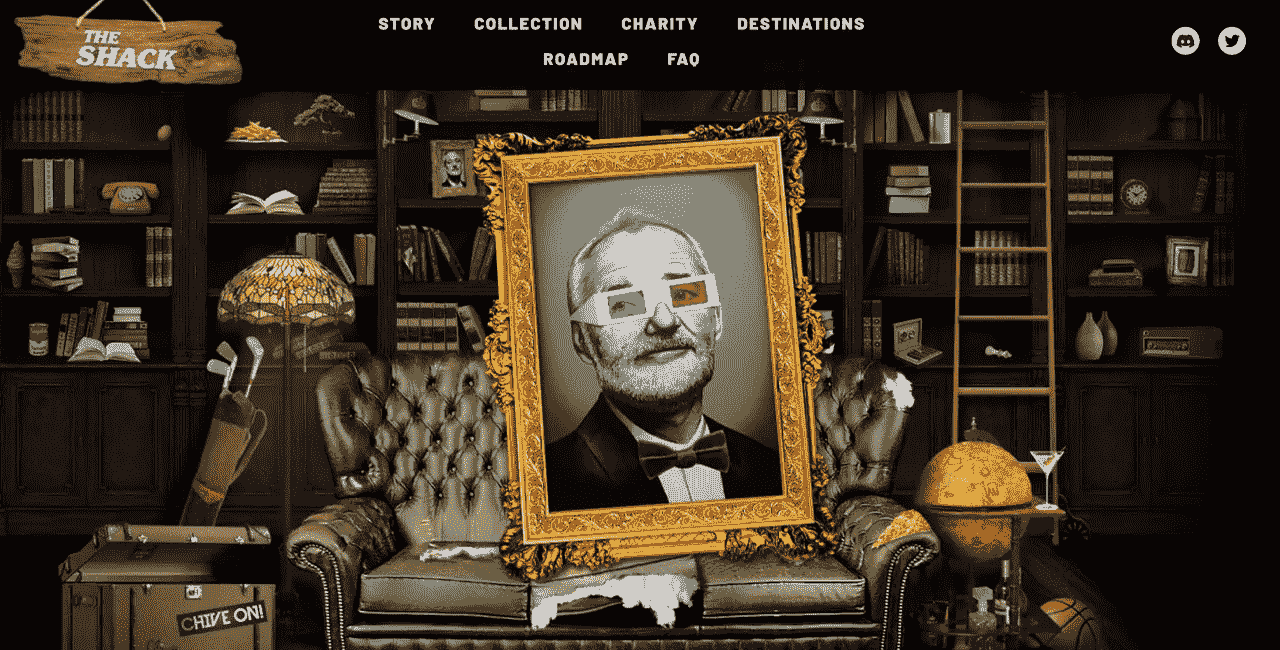 THE
SHACK
STORY COLLECTION CHARITY DESTINATIONS
ROADMAP FAQ
CHIVE ON!